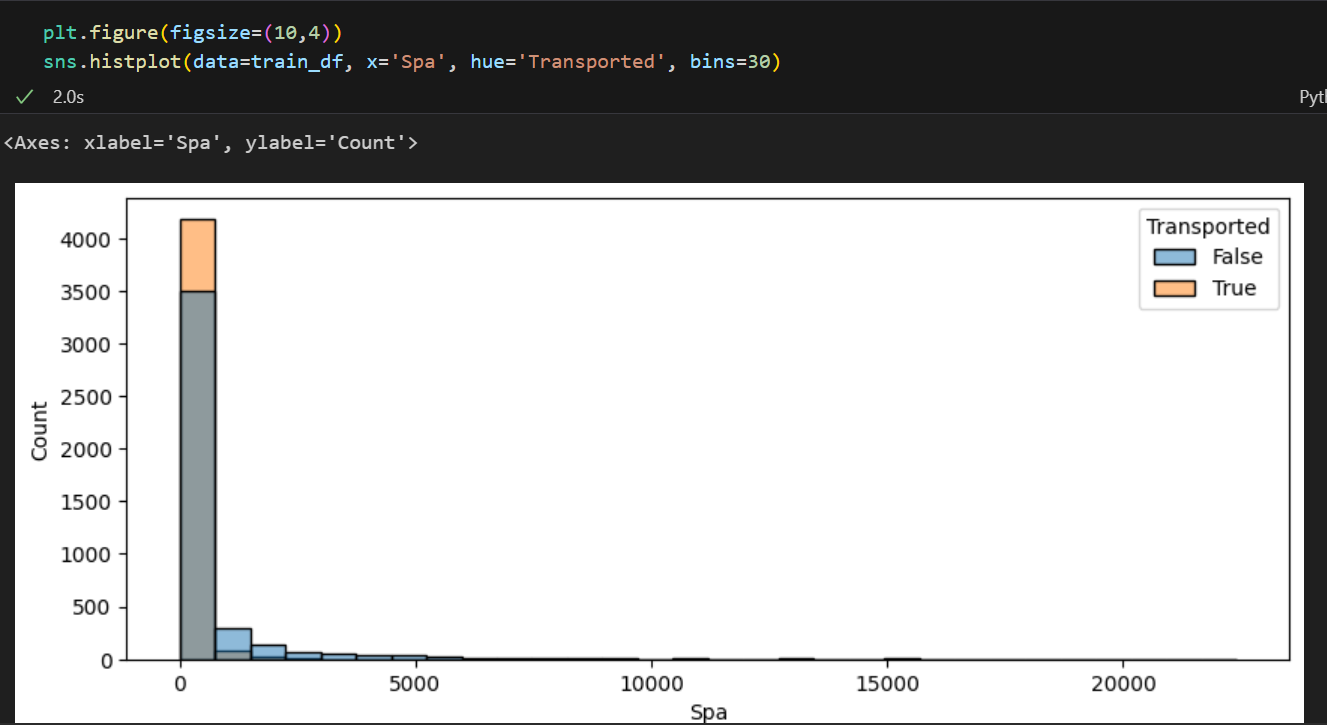 plt.figure(figsize=(10,4))
sns.histplot(data=train_df, x='Spa', hue='Transported', bins=30)
2.0s
<Axes: xlabel='Spa', ylabel='Count'>
Transported
False
True
Count
4000
3500
3000
2500
2000
1500
1000
500
0
0 5000 10000 15000 20000
Spa